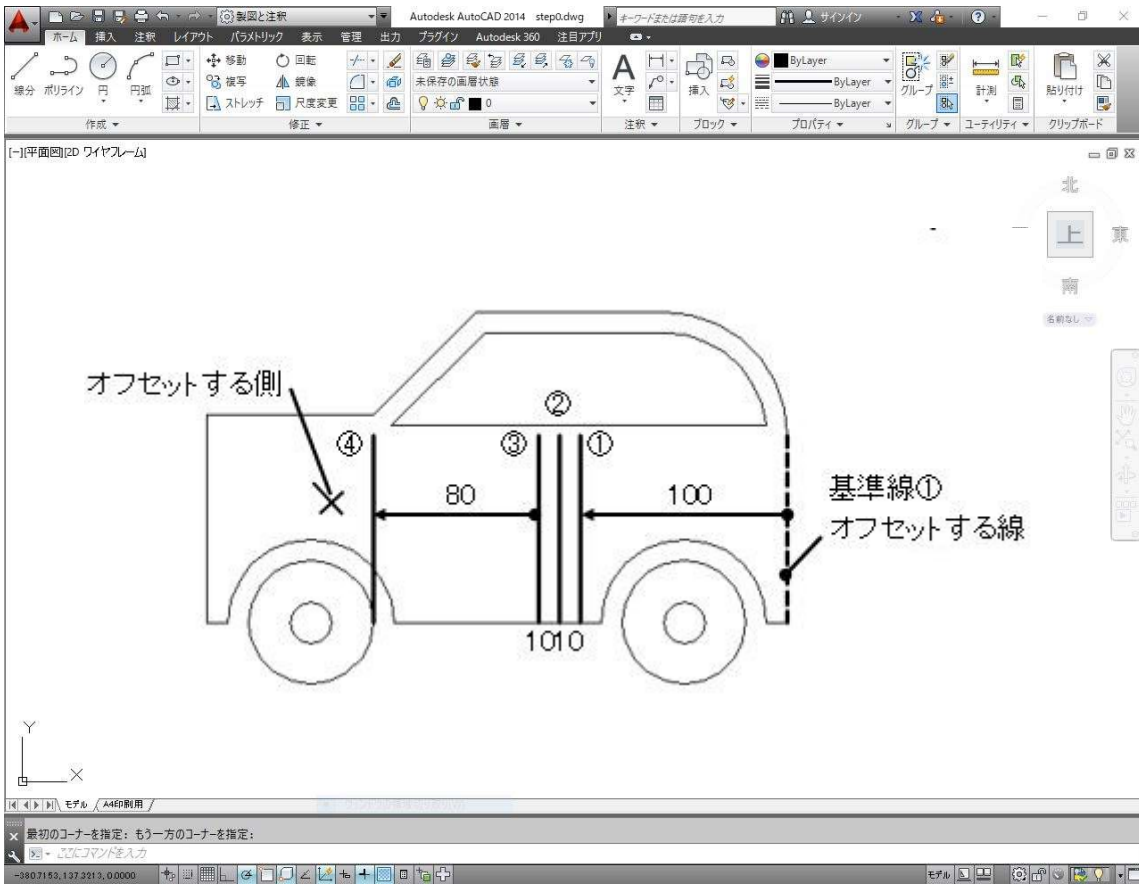 製図と注釈
Autodesk AutoCAD 2014 step0.dwg
キーワードまたは語句を入力
サインイン
ホーム 挿入 注釈 レイアウト パラメトリック 表示 管理 出力 プラグイン Autodesk 360 注目アプリ
線分 ポリライン 円 円弧
移動 回転
複写 鏡像
ストレッチ 尺度変更
未保存の画層状態
0
文字
挿入
ByLayer
ByLayer
ByLayer
グループ
計測
貼り付け
作成 修正 画層 注釈 ブロック プロパティ グループ ユーティリティ クリップボード
[-][平面図][2D ワイヤフレーム]
北
上
東
南
名前なし
オフセットする側
②
④ ③ ①
80 100
基準線①
オフセットする線
1010
Y
X
モデル A4印刷用
最初のコーナーを指定: もう一方のコーナーを指定:
ここにコマンドを入力
-380.7153, 137.3213, 0.0000
モデル